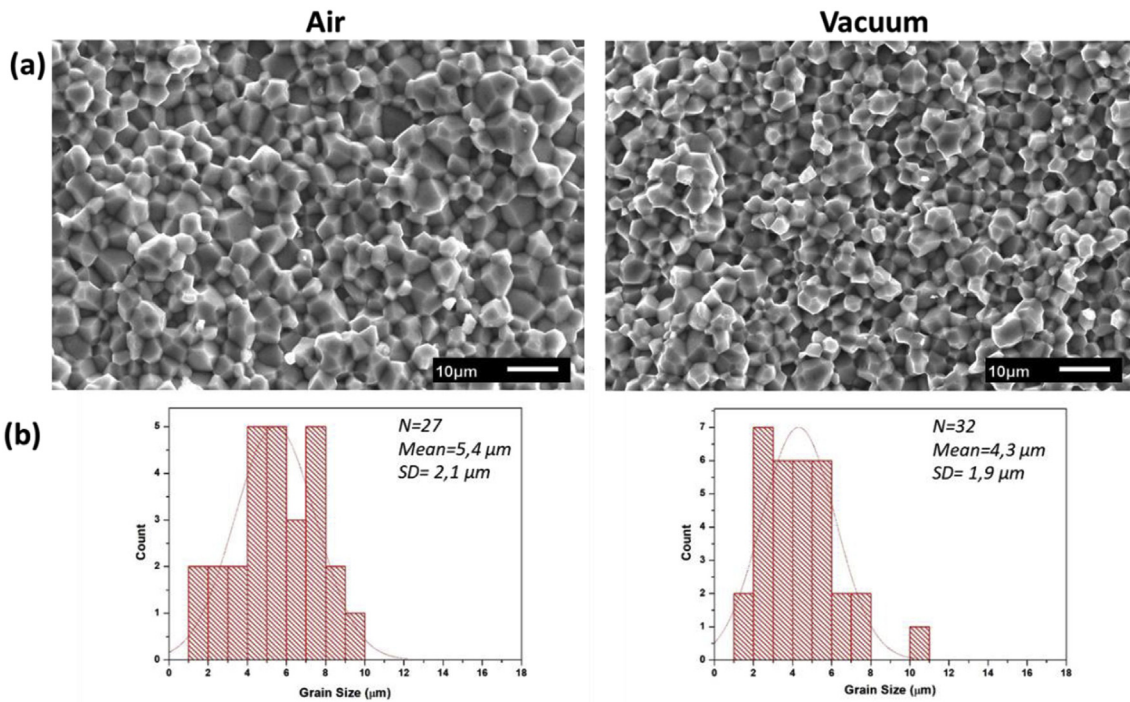 Air
Vacuum
(a)
10µm
10µm
(b)
N=27
Mean=5,4 µm
SD= 2,1 µm
5
4
3
2
1
0
Count
0 2 4 6 8 10 12 14 16 18
Grain Size (µm)
N=32
Mean=4,3 µm
SD= 1,9 µm
7
6
5
4
3
2
1
0
Count
0 2 4 6 8 10 12 14 16 18
Grain Size (µm)